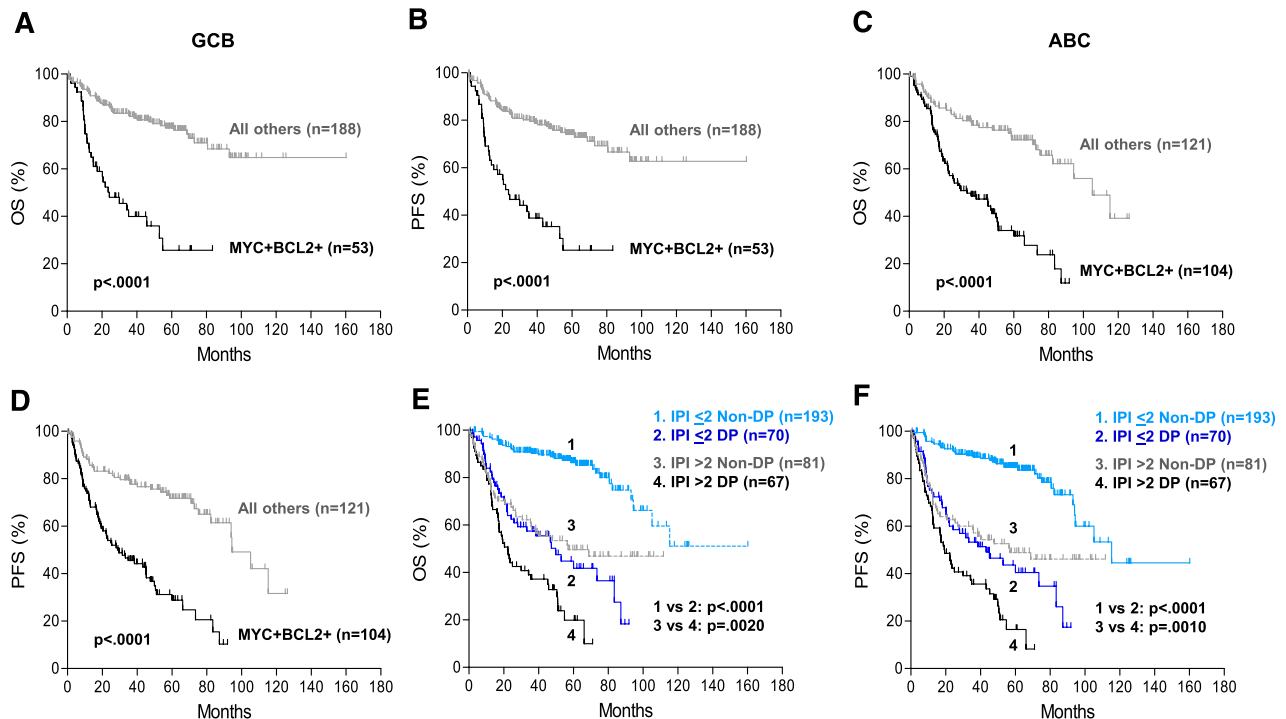 A
GCB
OS (%)
100
80
60
40
20
0
All others (n=188)
MYC+BCL2+ (n=53)
p<.0001
0 20 40 60 80 100 120 140 160 180
Months
B
PFS (%)
100
80
60
40
20
0
All others (n=188)
MYC+BCL2+ (n=53)
p<.0001
0 20 40 60 80 100 120 140 160 180
Months
C
ABC
OS (%)
100
80
60
40
20
0
All others (n=121)
MYC+BCL2+ (n=104)
p<.0001
0 20 40 60 80 100 120 140 160 180
Months
D
PFS (%)
100
80
60
40
20
0
All others (n=121)
MYC+BCL2+ (n=104)
p<.0001
0 20 40 60 80 100 120 140 160 180
Months
E
1. IPI ≤2 Non-DP (n=193)
2. IPI ≤2 DP (n=70)
3. IPI >2 Non-DP (n=81)
4. IPI >2 DP (n=67)
OS (%)
100
80
60
40
20
0
1
3
2
4
1 vs 2: p<.0001
3 vs 4: p=.0020
0 20 40 60 80 100 120 140 160 180
Months
F
1. IPI ≤2 Non-DP (n=193)
2. IPI ≤2 DP (n=70)
3. IPI >2 Non-DP (n=81)
4. IPI >2 DP (n=67)
PFS (%)
100
80
60
40
20
0
1
3
2
4
1 vs 2: p<.0001
3 vs 4: p=.0010
0 20 40 60 80 100 120 140 160 180
Months